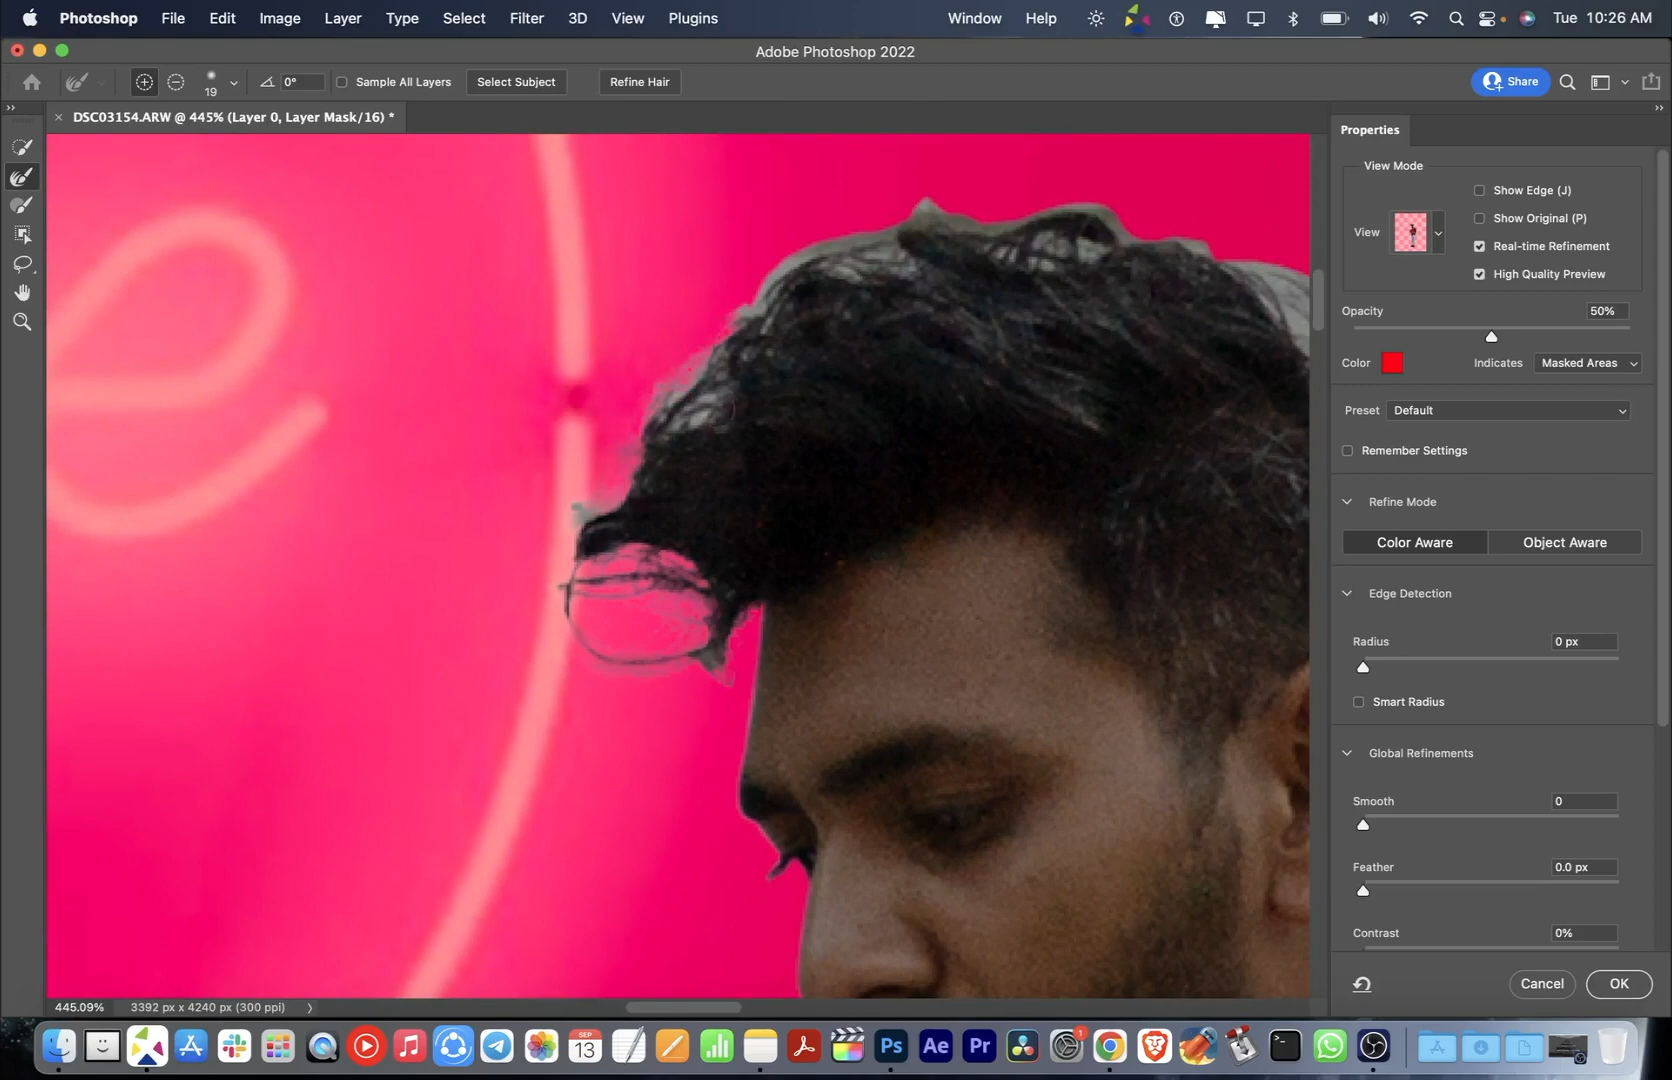 Photoshop File Edit Image Layer Type Select Filter 3D View Plugins Window Help Tue 10:26 AM
Adobe Photoshop 2022
19 0° Sample All Layers Select Subject Refine Hair Share
DSC03154.ARW @ 445% (Layer 0, Layer Mask/16) *
Properties
View Mode
Show Edge (J)
Show Original (P)
View
Real-time Refinement
High Quality Preview
Opacity 50%
Color Indicates Masked Areas
Preset Default
Remember Settings
Refine Mode
Color Aware Object Aware
Edge Detection
Radius 0 px
Smart Radius
Global Refinements
Smooth 0
Feather 0.0 px
Contrast 0%
Cancel OK
445.09% 3392 px x 4240 px (300 ppi)
SEP
13
Ps Ae Pr
1